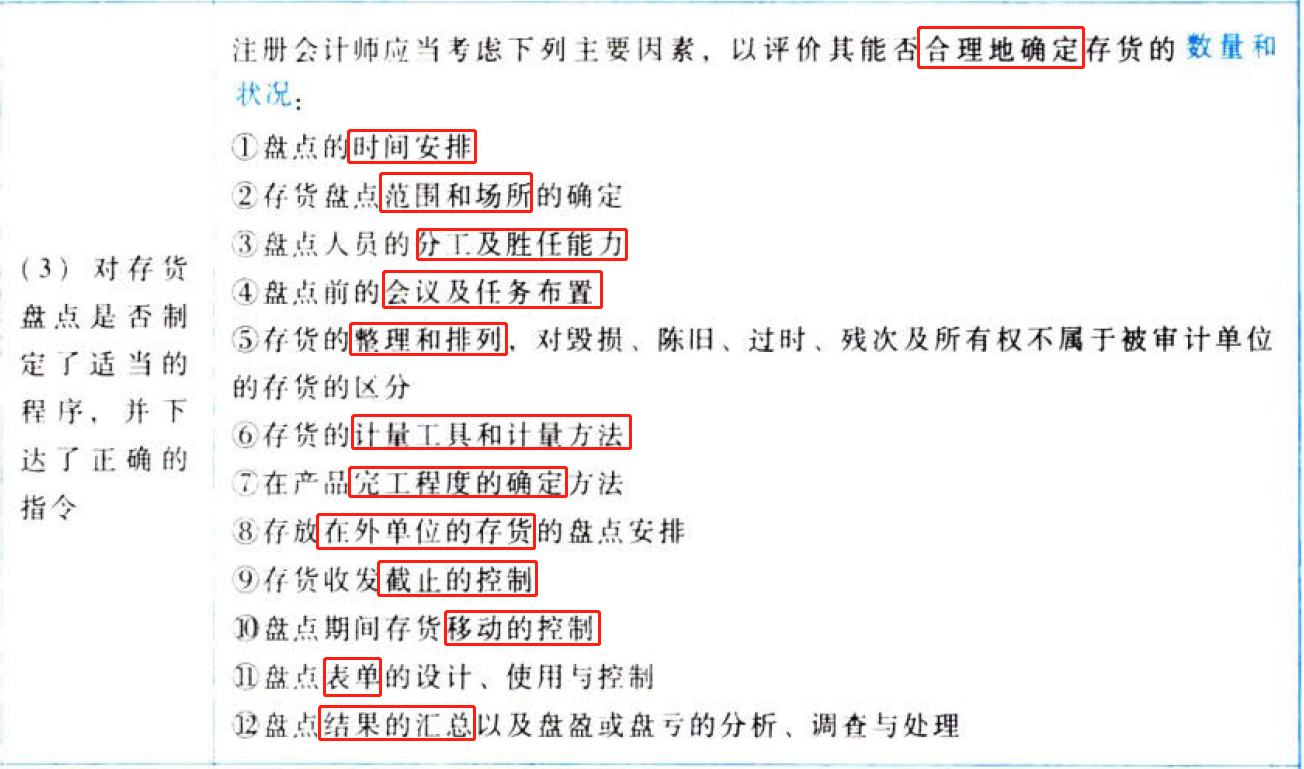 (3) 对存货
盘点是否制
定了适当的
程序，并下
达了正确的
指令
注册会计师应当考虑下列主要因素，以评价其能否合理地确定存货的数量和
状况：
①盘点的时间安排
②存货盘点范围和场所的确定
③盘点人员的分工及胜任能力
④盘点前的会议及任务布置
⑤存货的整理和排列，对毁损、陈旧、过时、残次及所有权不属于被审计单位
的存货的区分
⑥存货的计量工具和计量方法
⑦在产品完工程度的确定方法
⑧存放在外单位的存货的盘点安排
⑨存货收发截止的控制
⑩盘点期间存货移动的控制
⑪盘点表单的设计、使用与控制
⑫盘点结果的汇总以及盘盈或盘亏的分析、调查与处理